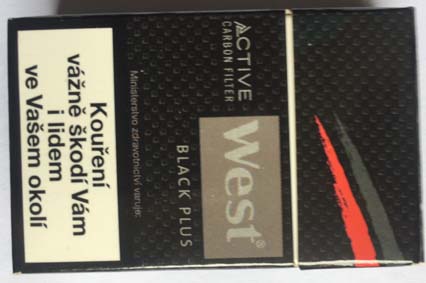 West®
BLACK PLUS
ACTIVE
CARBON FILTER
Ministerstvo zdravotnictví varuje:
Kouření
vážně škodí Vám
i lidem
ve Vašem okolí